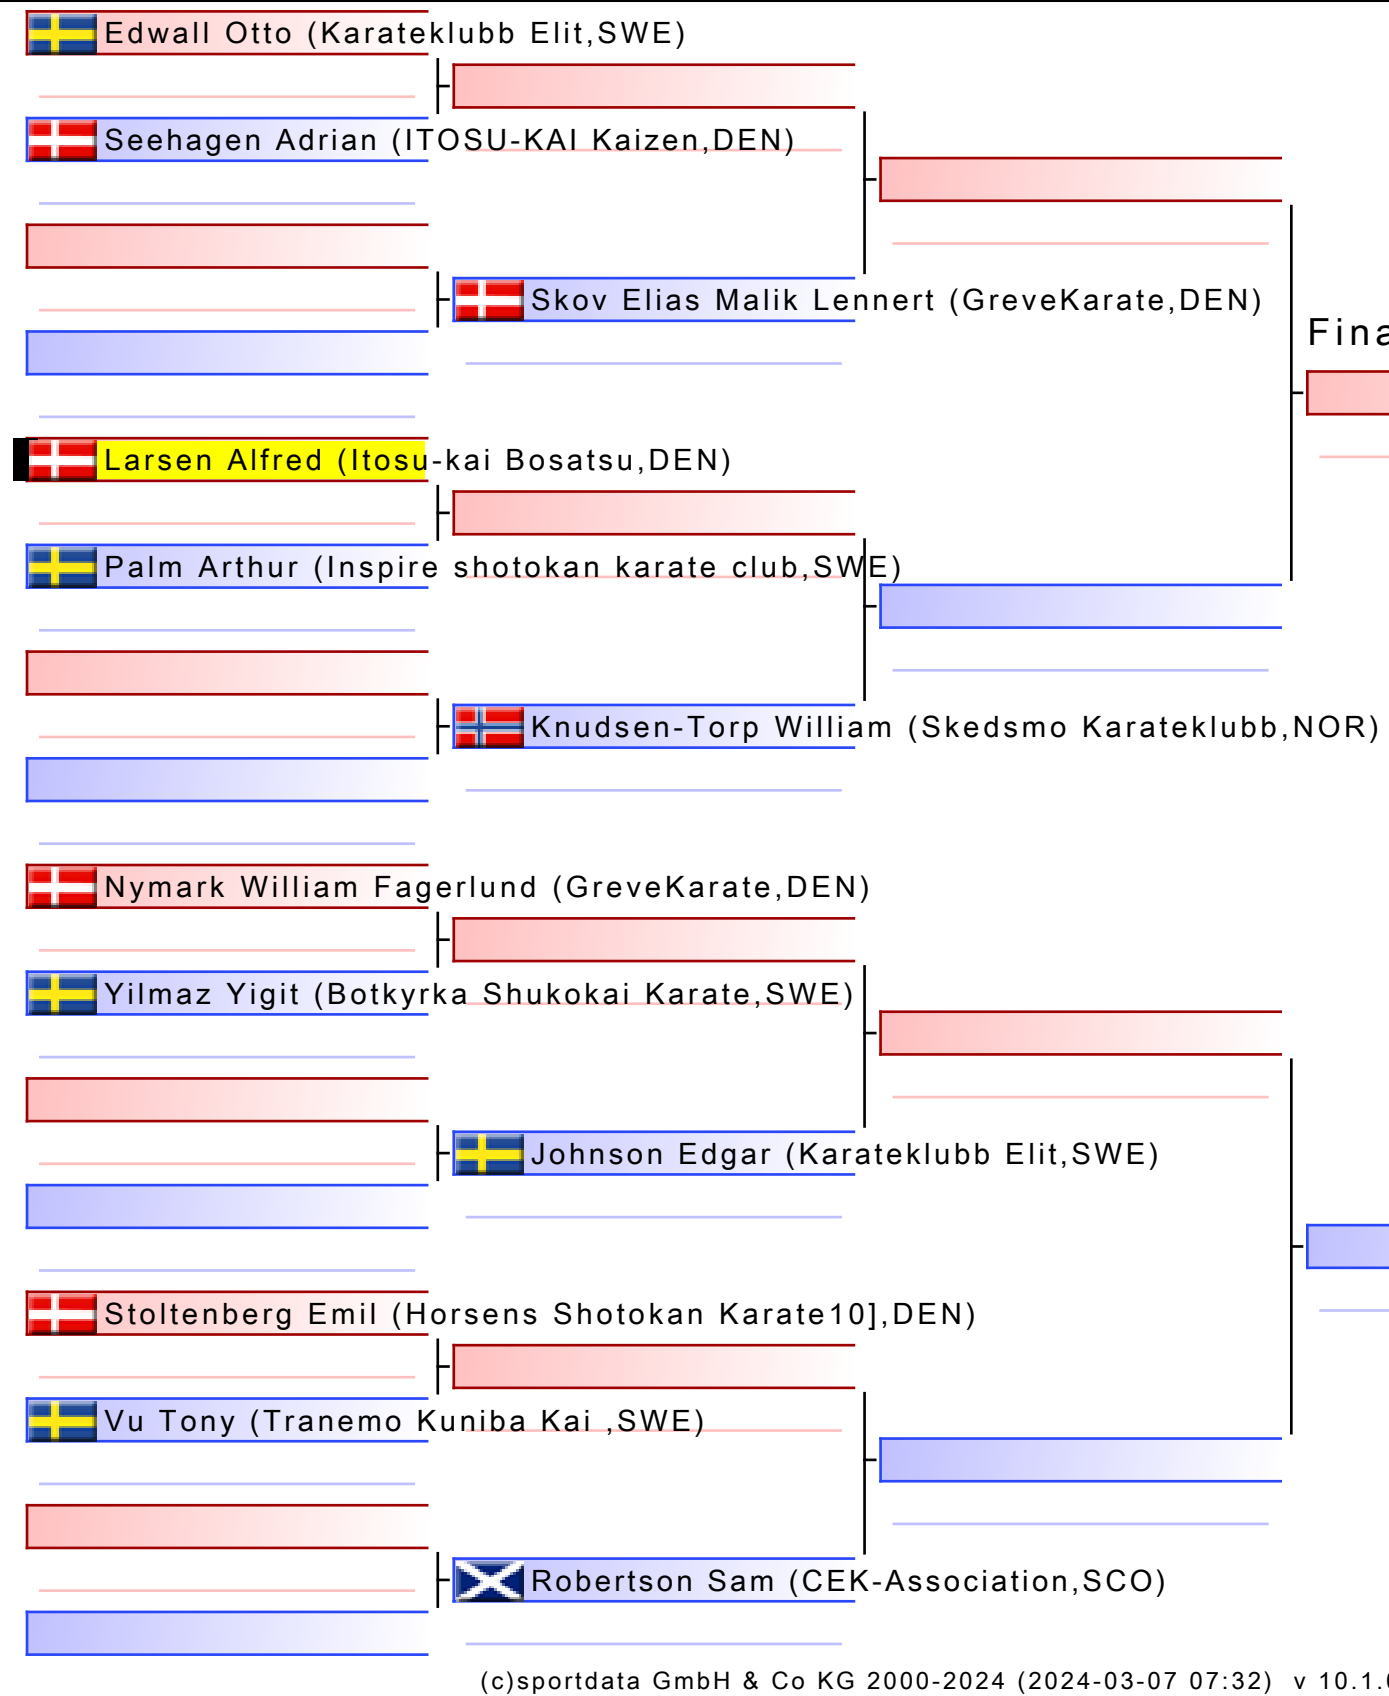 Edwall Otto (Karateklubb Elit,SWE)
Seehagen Adrian (ITOSU-KAI Kaizen,DEN)
Skov Elias Malik Lennert (GreveKarate,DEN)
Larsen Alfred (Itosu-kai Bosatsu,DEN)
Palm Arthur (Inspire shotokan karate club,SWE)
Knudsen-Torp William (Skedsmo Karateklubb,NOR)
Nymark William Fagerlund (GreveKarate,DEN)
Yilmaz Yigit (Botkyrka Shukokai Karate,SWE)
Johnson Edgar (Karateklubb Elit,SWE)
Stoltenberg Emil (Horsens Shotokan Karate10],DEN)
Vu Tony (Tranemo Kuniba Kai ,SWE)
Robertson Sam (CEK-Association,SCO)
(c)sportdata GmbH & Co KG 2000-2024 (2024-03-07 07:32) v 10.1.